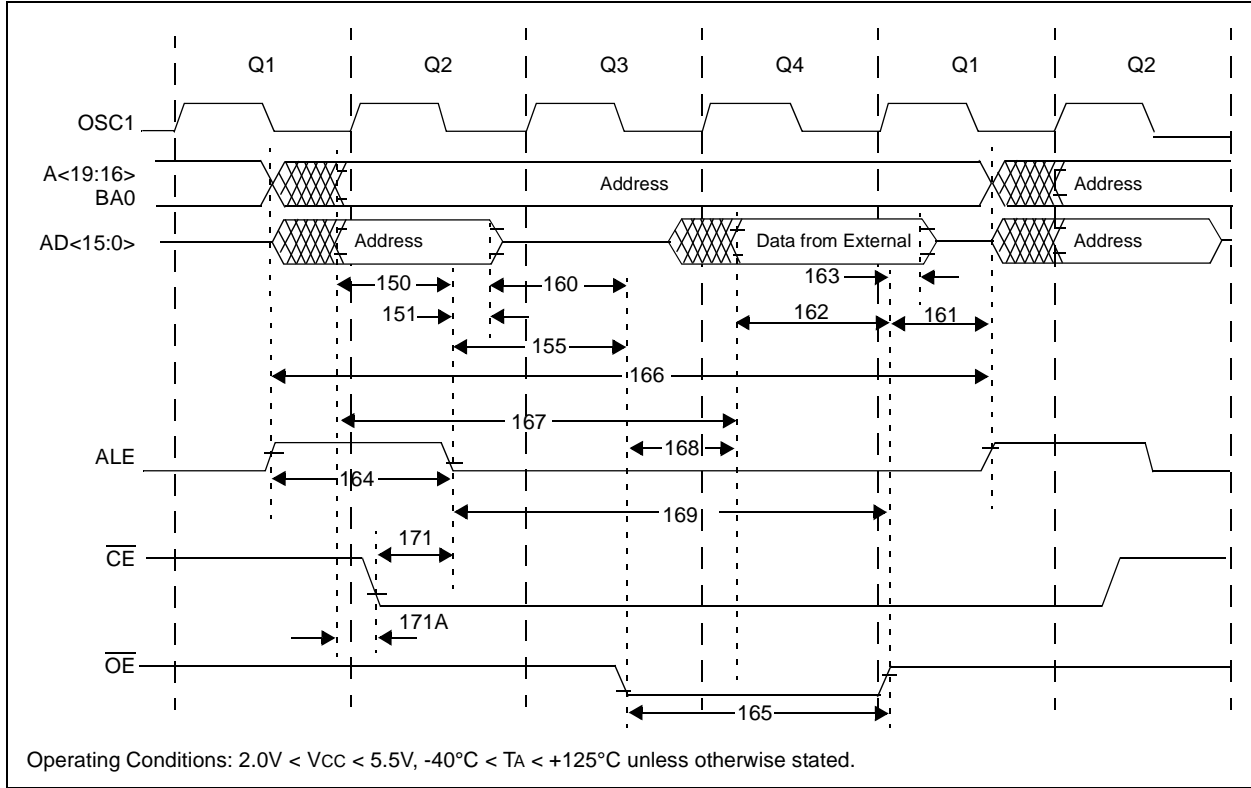 Q1 Q2 Q3 Q4 Q1 Q2
OSC1
A<19:16>
BA0
Address Address
AD<15:0>
Address Data from External Address
163
150 160
151 162 161
155
166
167
ALE
168
164
169
CE
171
171A
OE
165
Operating Conditions: 2.0V < VCC < 5.5V, -40°C < TA < +125°C unless otherwise stated.